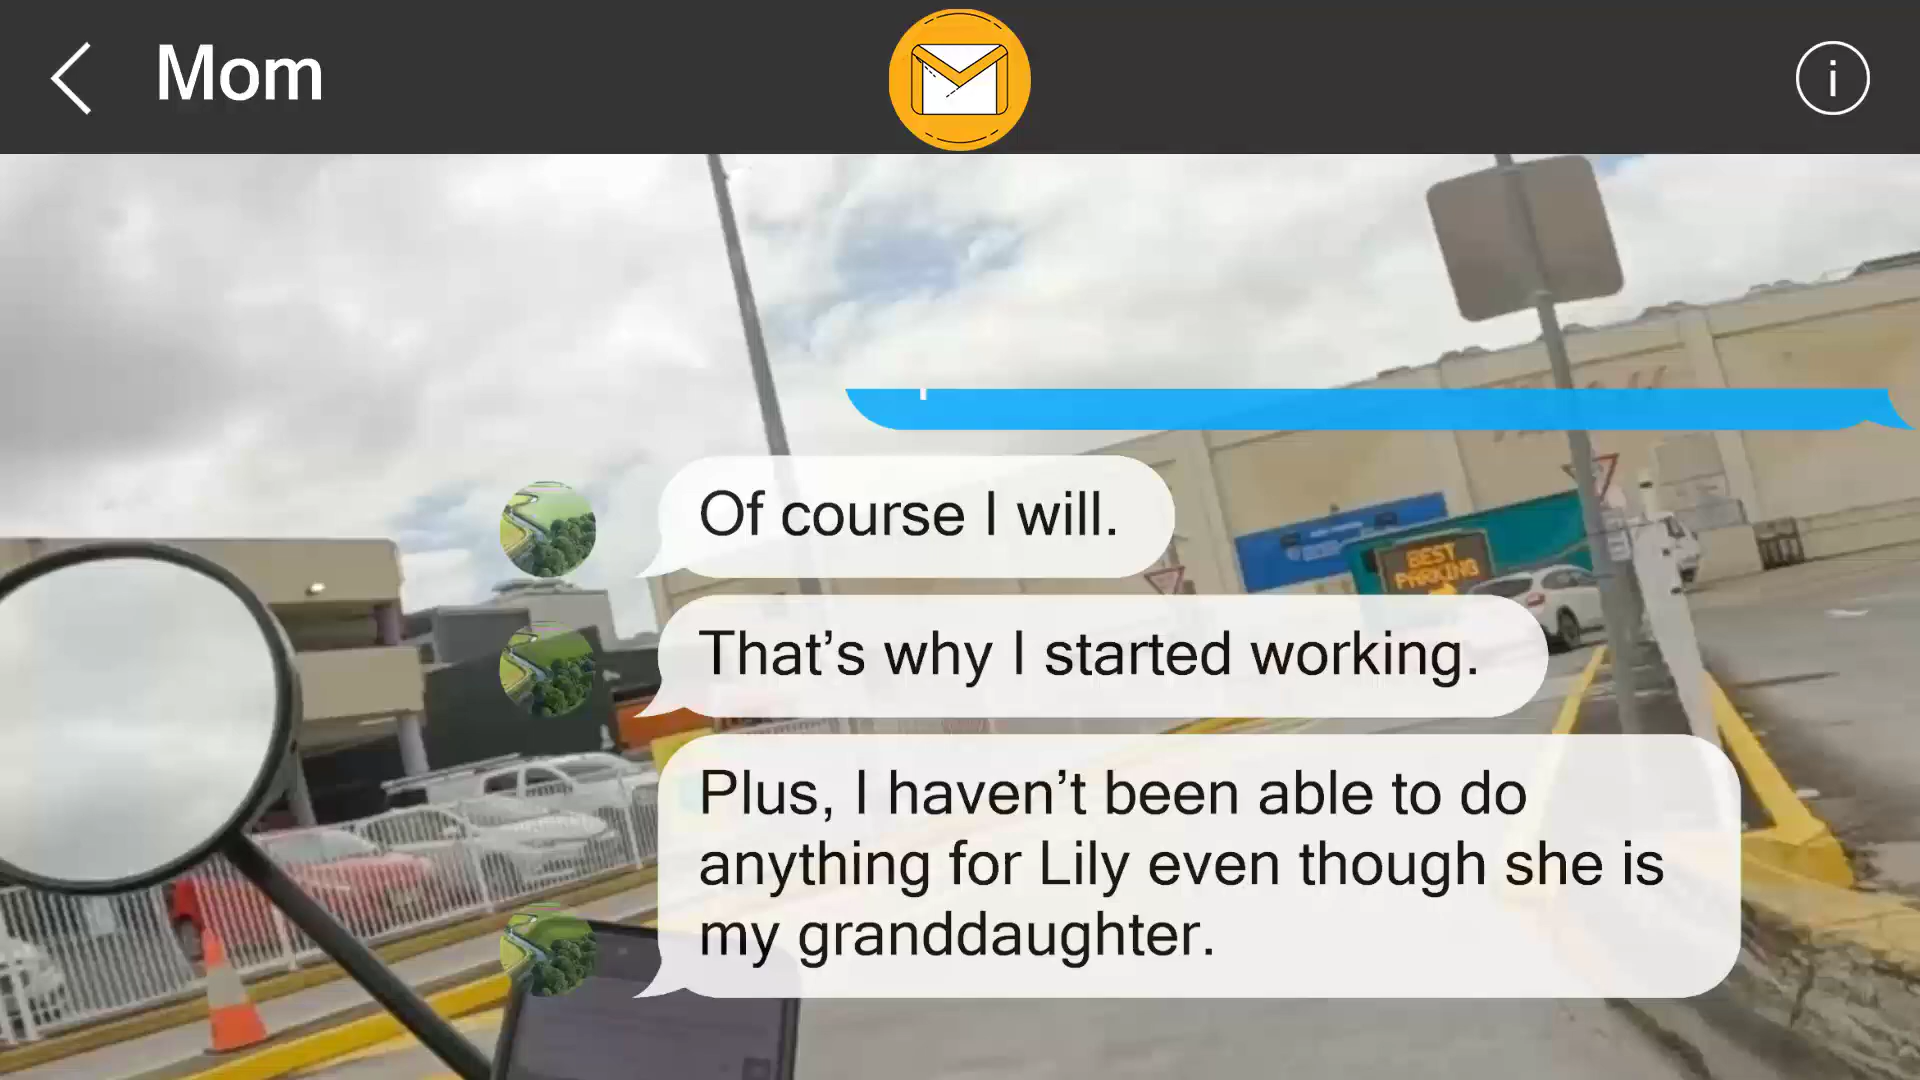 Mom
Of course I will.
That’s why I started working.
Plus, I haven’t been able to do
anything for Lily even though she is
my granddaughter.
BEST
PARKING